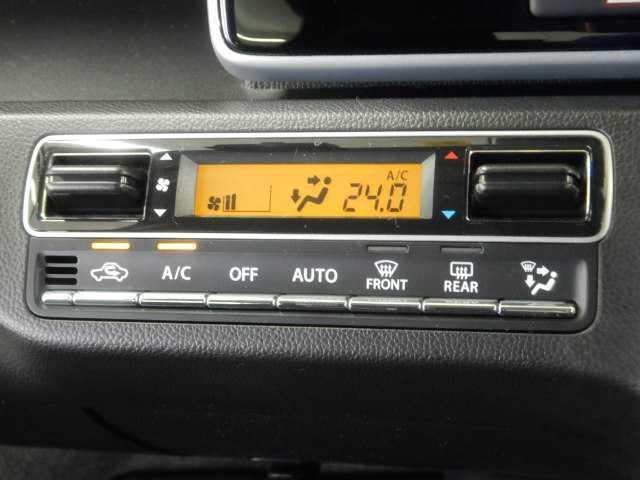 A/C
24.0
A/C OFF AUTO FRONT REAR